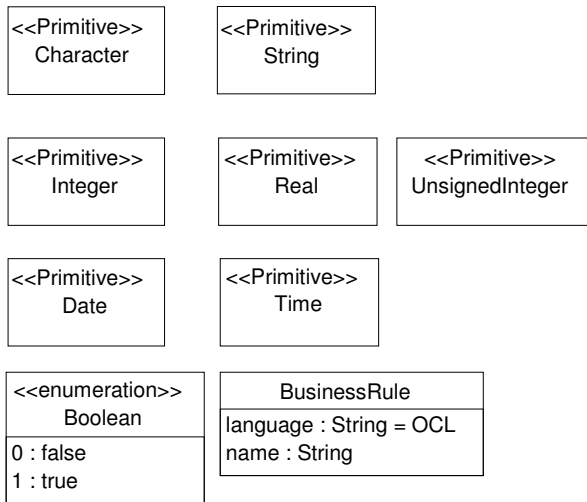 <<Primitive>>
Character
<<Primitive>>
String
<<Primitive>>
Integer
<<Primitive>>
Real
<<Primitive>>
UnsignedInteger
<<Primitive>>
Date
<<Primitive>>
Time
<<enumeration>>
Boolean
0 : false
1 : true
BusinessRule
language : String = OCL
name : String